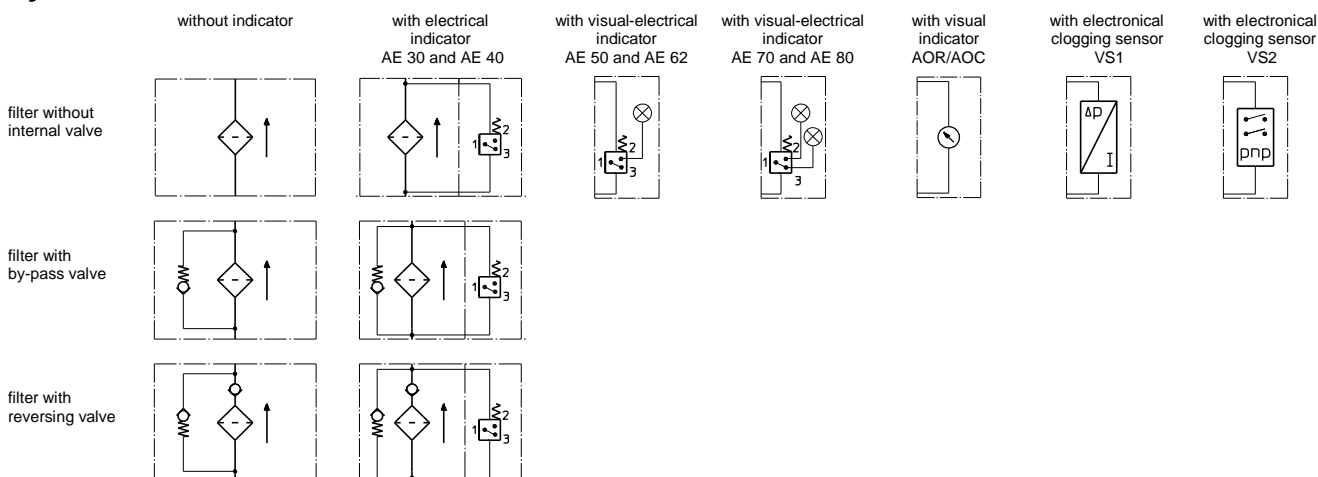 without indicator
with electrical
indicator
AE 30 and AE 40
with visual-electrical
indicator
AE 50 and AE 62
with visual-electrical
indicator
AE 70 and AE 80
with visual
indicator
AOR/AOC
with electronical
clogging sensor
VS1
with electronical
clogging sensor
VS2
filter without
internal valve
1 2 3
1 2 3
1 2 3
Δp
I
pnp
filter with
by-pass valve
1 2 3
filter with
reversing valve
1 2 3